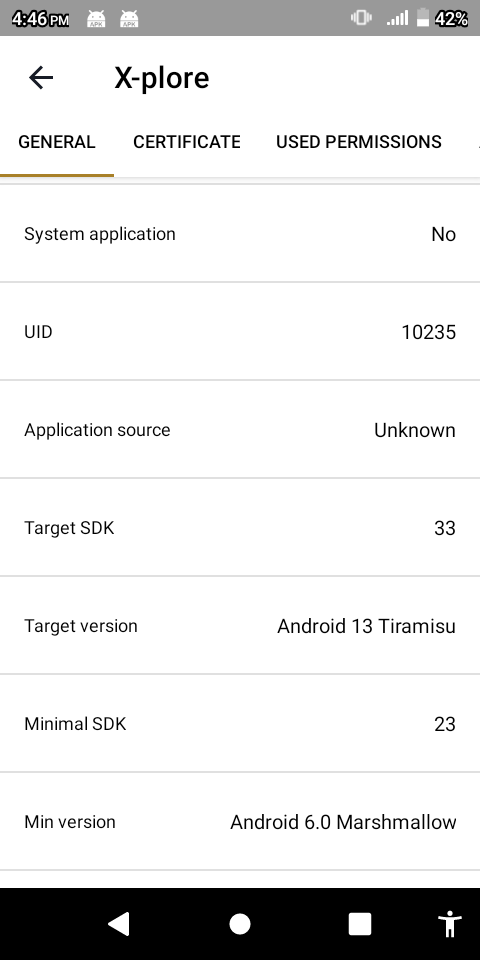 4:46 PM APK APK 42%
X-plore
GENERAL CERTIFICATE USED PERMISSIONS
System application No
UID 10235
Application source Unknown
Target SDK 33
Target version Android 13 Tiramisu
Minimal SDK 23
Min version Android 6.0 Marshmallow